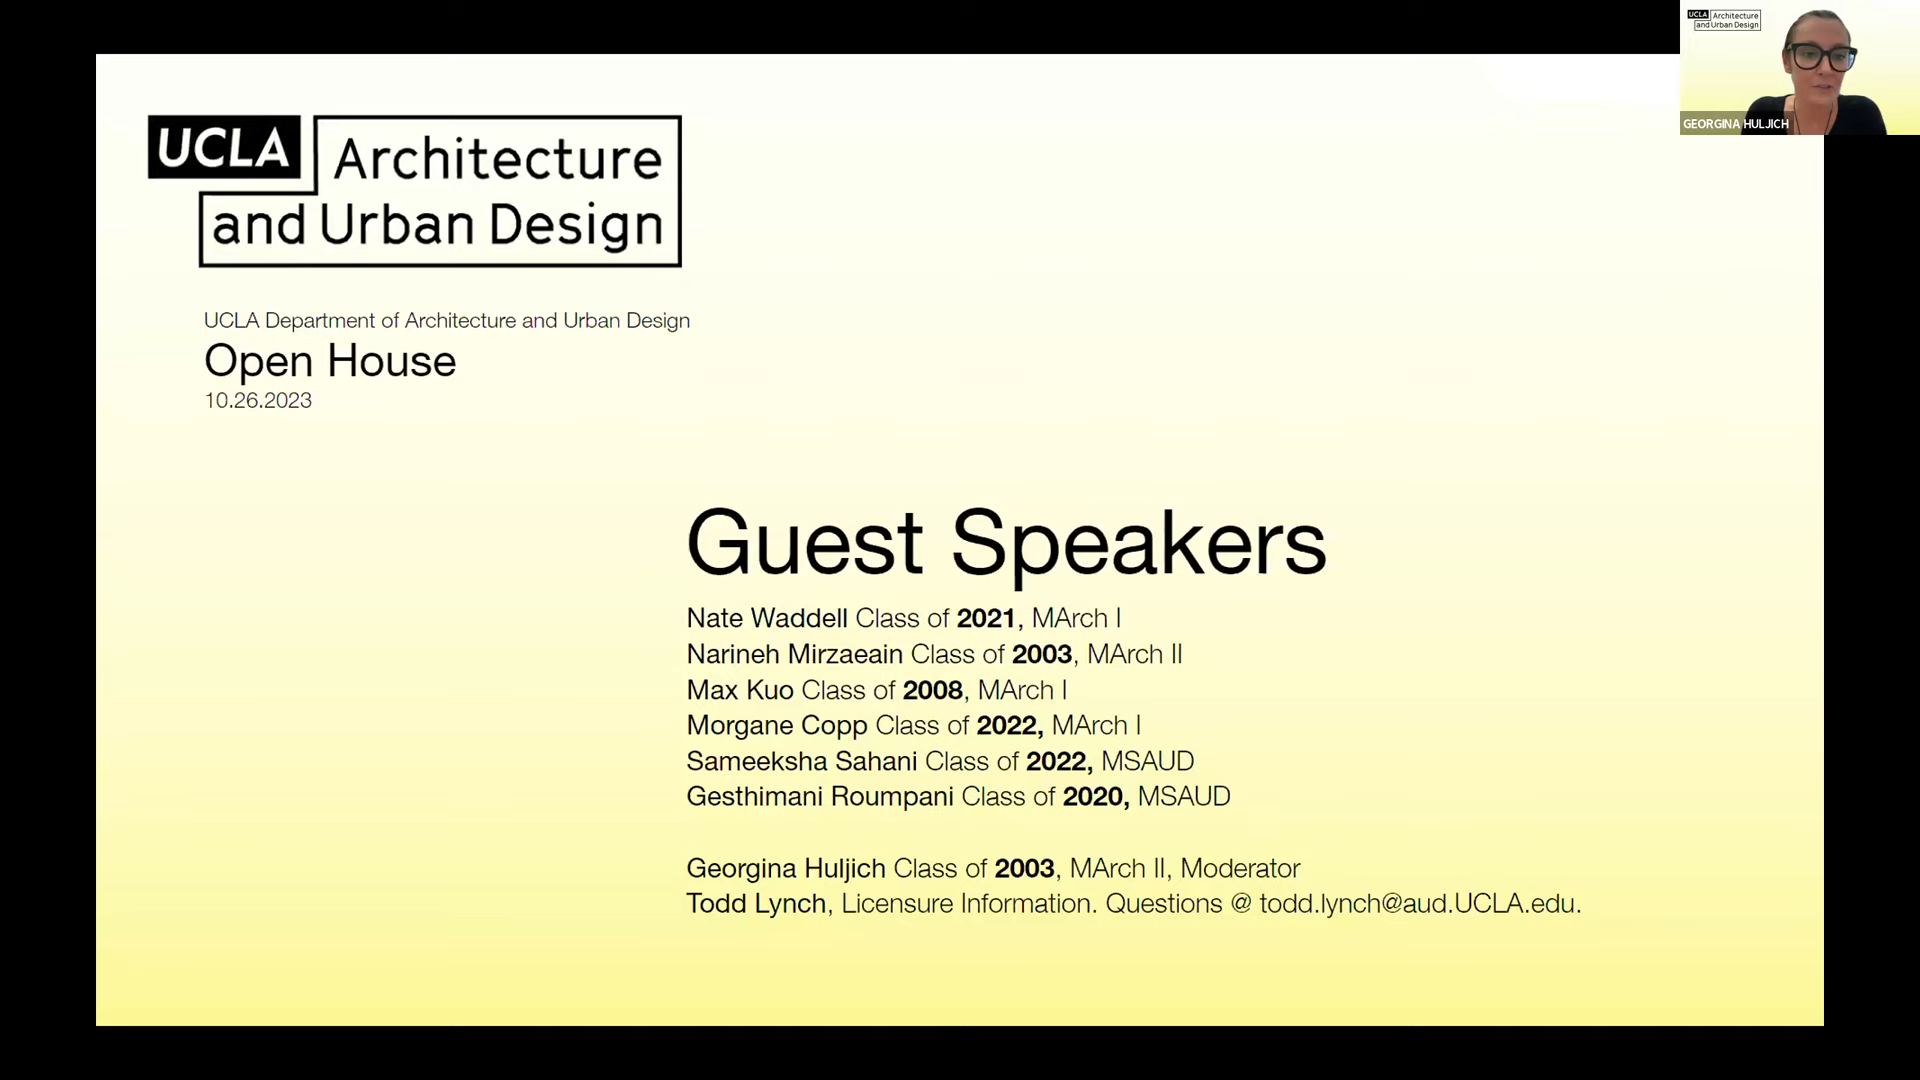 UCLA Architecture
and Urban Design
UCLA Department of Architecture and Urban Design
Open House
10.26.2023
Guest Speakers
Nate Waddell Class of 2021, MArch I
Narineh Mirzaeain Class of 2003, MArch II
Max Kuo Class of 2008, MArch I
Morgane Copp Class of 2022, MArch I
Sameeksha Sahani Class of 2022, MSAUD
Gesthimani Roumpani Class of 2020, MSAUD
Georgina Huljich Class of 2003, MArch II, Moderator
Todd Lynch, Licensure Information. Questions @ todd.lynch@aud.UCLA.edu.
UCLA Architecture
and Urban Design
GEORGINA HULJICH